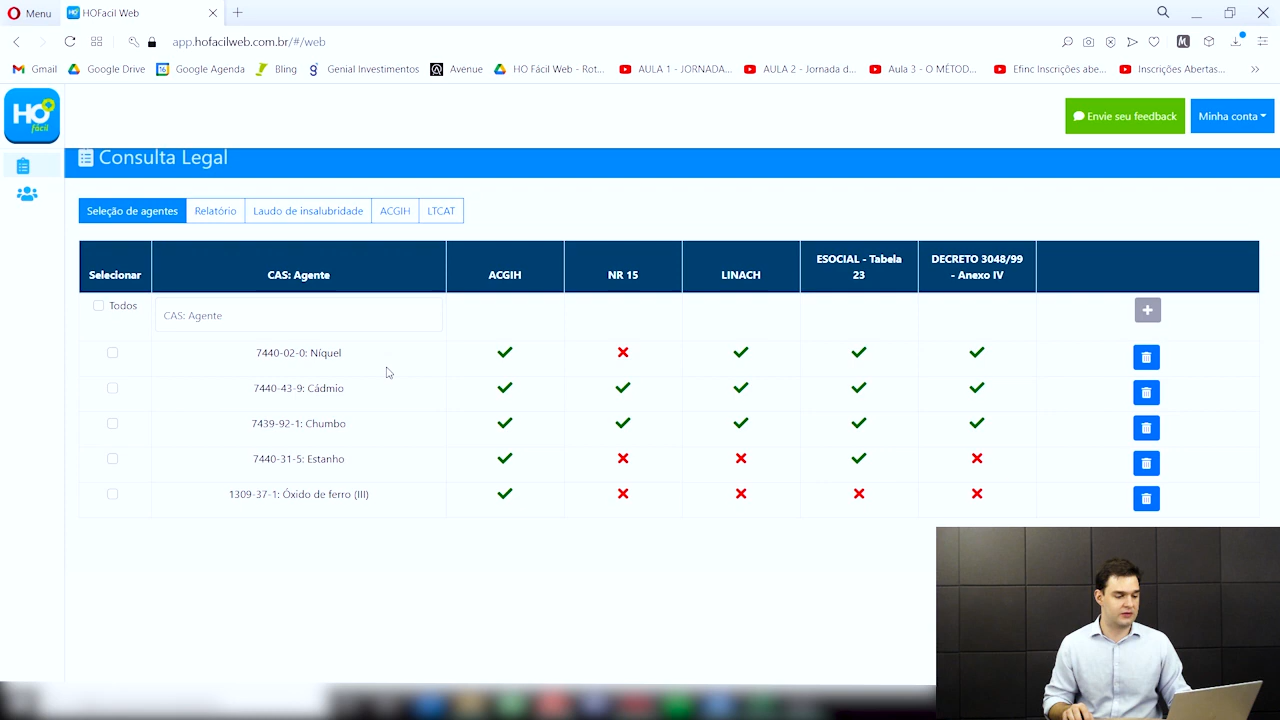 Menu
HOFacil Web
app.hofacilweb.com.br/#/web
Gmail
Google Drive
16
Google Agenda
Bling
Genial Investimentos
Avenue
HO Fácil Web - Rot...
AULA 1 - JORNADA...
AULA 2 - Jornada d...
Aula 3 - O MÉTOD...
Efinc Inscrições abe...
Inscrições Abertas...
HO
fácil
Envie seu feedback
Minha conta
Consulta Legal
Seleção de agentes
Relatório
Laudo de insalubridade
ACGIH
LTCAT
Selecionar
CAS: Agente
ACGIH
NR 15
LINACH
ESOCIAL - Tabela
23
DECRETO 3048/99
- Anexo IV
Todos
CAS: Agente
7440-02-0: Níquel
7440-43-9: Cádmio
7439-92-1: Chumbo
7440-31-5: Estanho
1309-37-1: Óxido de ferro (III)